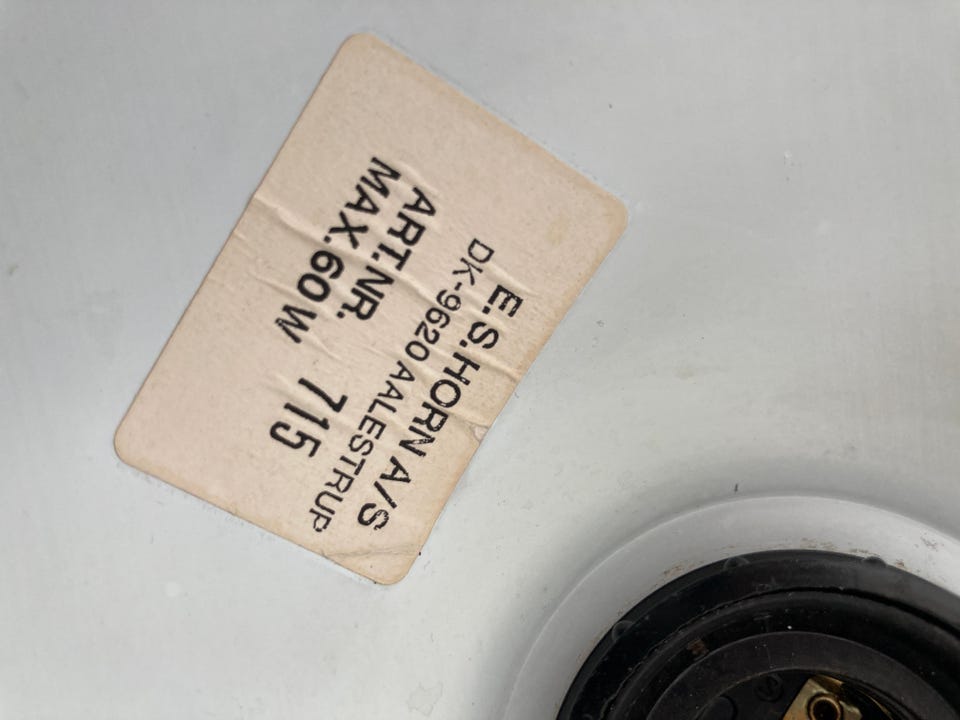 E.S.HORN A/S
DK-9620 AALESTRUP
ART.NR. 715
MAX.60W